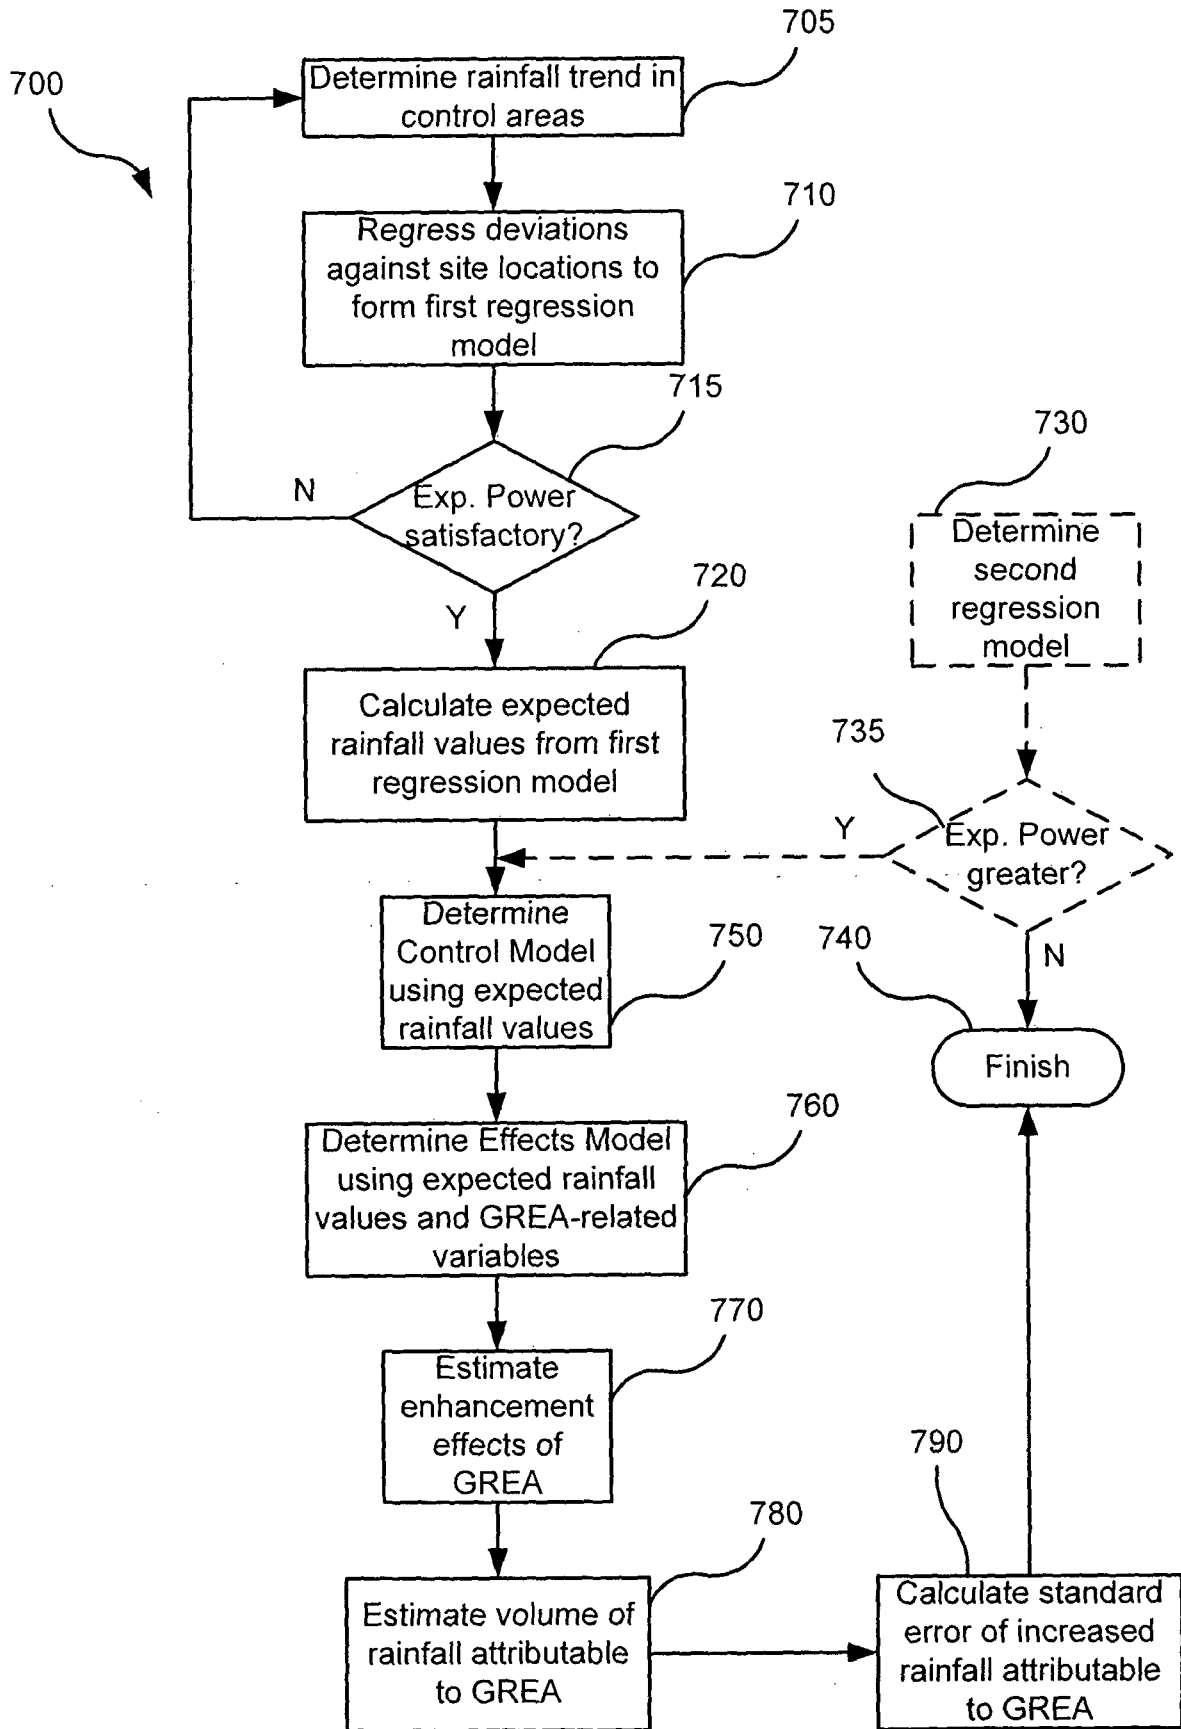 705
700
Determine rainfall trend in
control areas
710
Regress deviations
against site locations to
form first regression
model
715
730
N
Exp. Power
satisfactory?
Determine
second
regression
model
720
Y
Calculate expected
rainfall values from first
regression model
735
Y
Exp. Power
greater?
Determine
Control Model
using expected
rainfall values
750
740
N
Finish
760
Determine Effects Model
using expected rainfall
values and GREA-related
variables
770
Estimate
enhancement
effects of
GREA
790
780
Estimate volume of
rainfall attributable
to GREA
Calculate standard
error of increased
rainfall attributable
to GREA